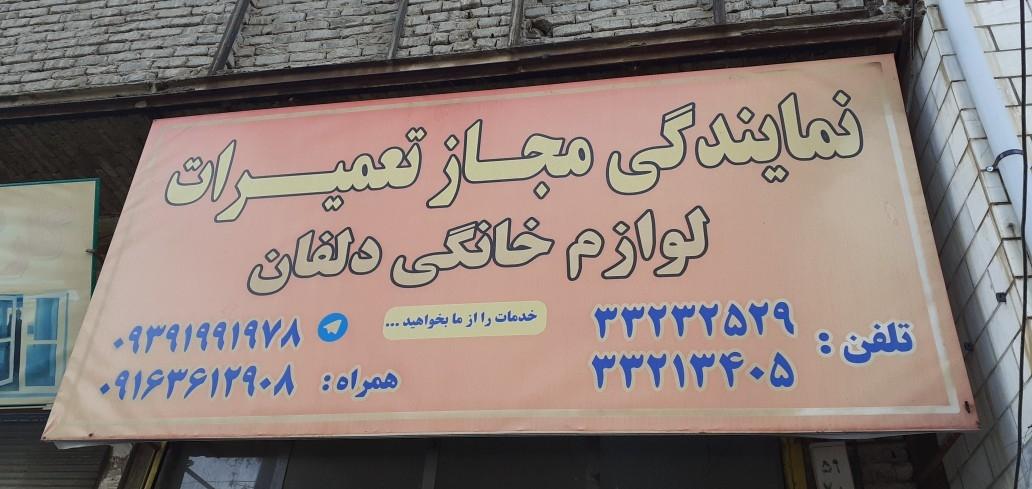 نمایندگی مجاز تعمیرات
لوازم خانگی دلفان
تلفن : ۳۳۲۳۲۵۲۹
۳۳۲۱۳۴۰۵
خدمات را از ما بخواهید ...
۰۹۳۹۱۹۹۱۹۷۸
همراه : ۰۹۱۶۳۶۱۲۹۰۸